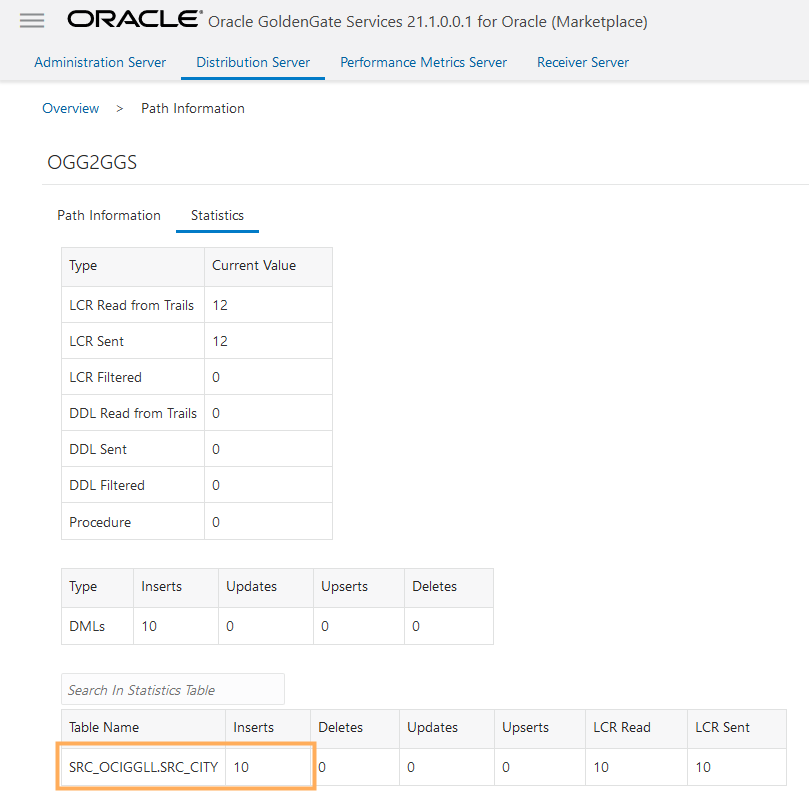 ORACLE® Oracle GoldenGate Services 21.1.0.0.1 for Oracle (Marketplace)
Administration Server Distribution Server Performance Metrics Server Receiver Server
Overview > Path Information
OGG2GGS
Path Information Statistics
Type Current Value
LCR Read from Trails 12
LCR Sent 12
LCR Filtered 0
DDL Read from Trails 0
DDL Sent 0
DDL Filtered 0
Procedure 0
Type Inserts Updates Upserts Deletes
DMLs 10 0 0 0
Search In Statistics Table
Table Name Inserts Deletes Updates Upserts LCR Read LCR Sent
SRC_OCIGGLL.SRC_CITY 10 0 0 0 10 10